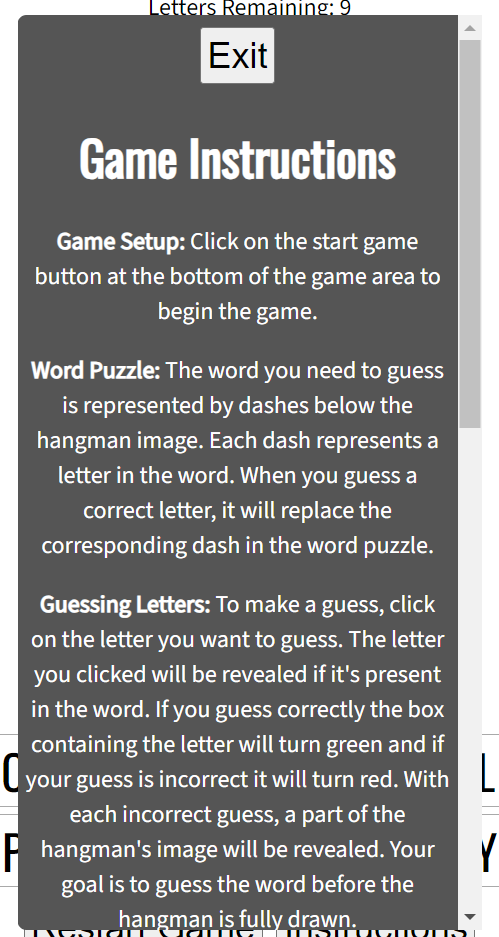 Letters Remaining: 9
Exit
Game Instructions
Game Setup: Click on the start game
button at the bottom of the game area to
begin the game.
Word Puzzle: The word you need to guess
is represented by dashes below the
hangman image. Each dash represents a
letter in the word. When you guess a
correct letter, it will replace the
corresponding dash in the word puzzle.
Guessing Letters: To make a guess, click
on the letter you want to guess. The letter
you clicked will be revealed if it's present
in the word. If you guess correctly the box
containing the letter will turn green and if
your guess is incorrect it will turn red. With
each incorrect guess, a part of the
hangman's image will be revealed. Your
goal is to guess the word before the
hangman is fully drawn.
L
P Y
Restart Game Instructions